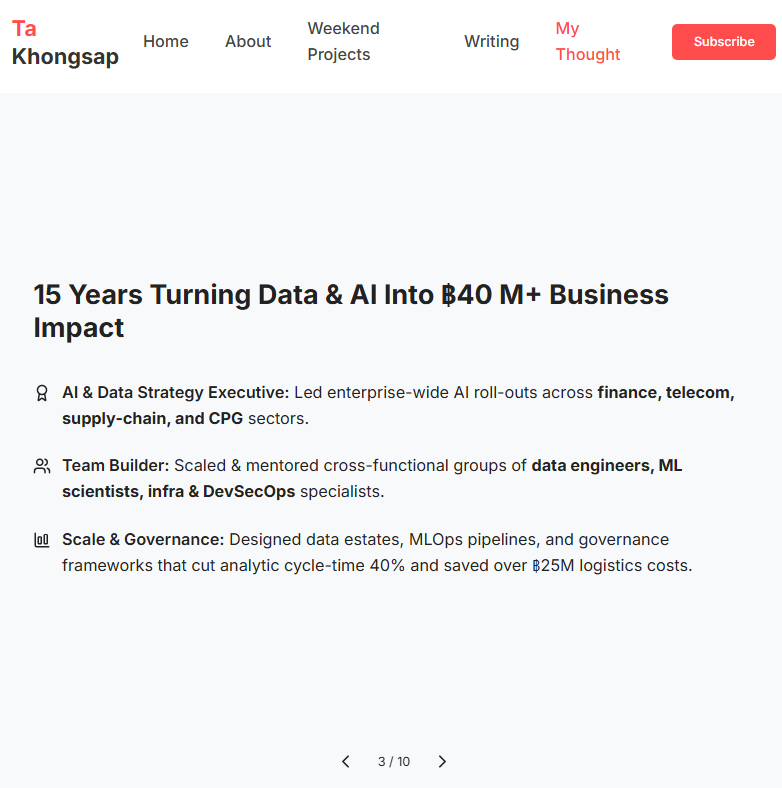 Ta
Khongsap
Home
About
Weekend
Projects
Writing
My
Thought
Subscribe
15 Years Turning Data & AI Into ฿40 M+ Business
Impact
AI & Data Strategy Executive: Led enterprise-wide AI roll-outs across finance, telecom,
supply-chain, and CPG sectors.
Team Builder: Scaled & mentored cross-functional groups of data engineers, ML
scientists, infra & DevSecOps specialists.
Scale & Governance: Designed data estates, MLOps pipelines, and governance
frameworks that cut analytic cycle-time 40% and saved over ฿25M logistics costs.
3 / 10